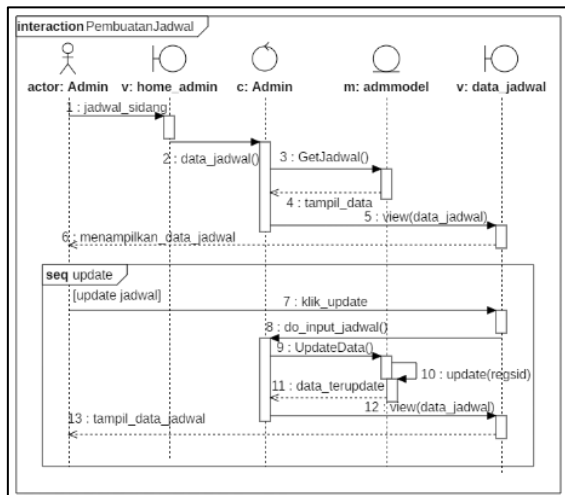 interaction PembuatanJadwal
actor: Admin
v: home_admin
c: Admin
m: admmodel
v: data_jadwal
1 : jadwal_sidang
2 : data_jadwal()
3 : GetJadwal()
4 : tampil_data
5 : view(data_jadwal)
6 : menampilkan_data_jadwal
seq update
[update jadwal]
7 : klik_update
8 : do_input_jadwal()
9 : UpdateData()
10 : update(regsid)
11 : data_terupdate
12 : view(data_jadwal)
13 : tampil_data_jadwal